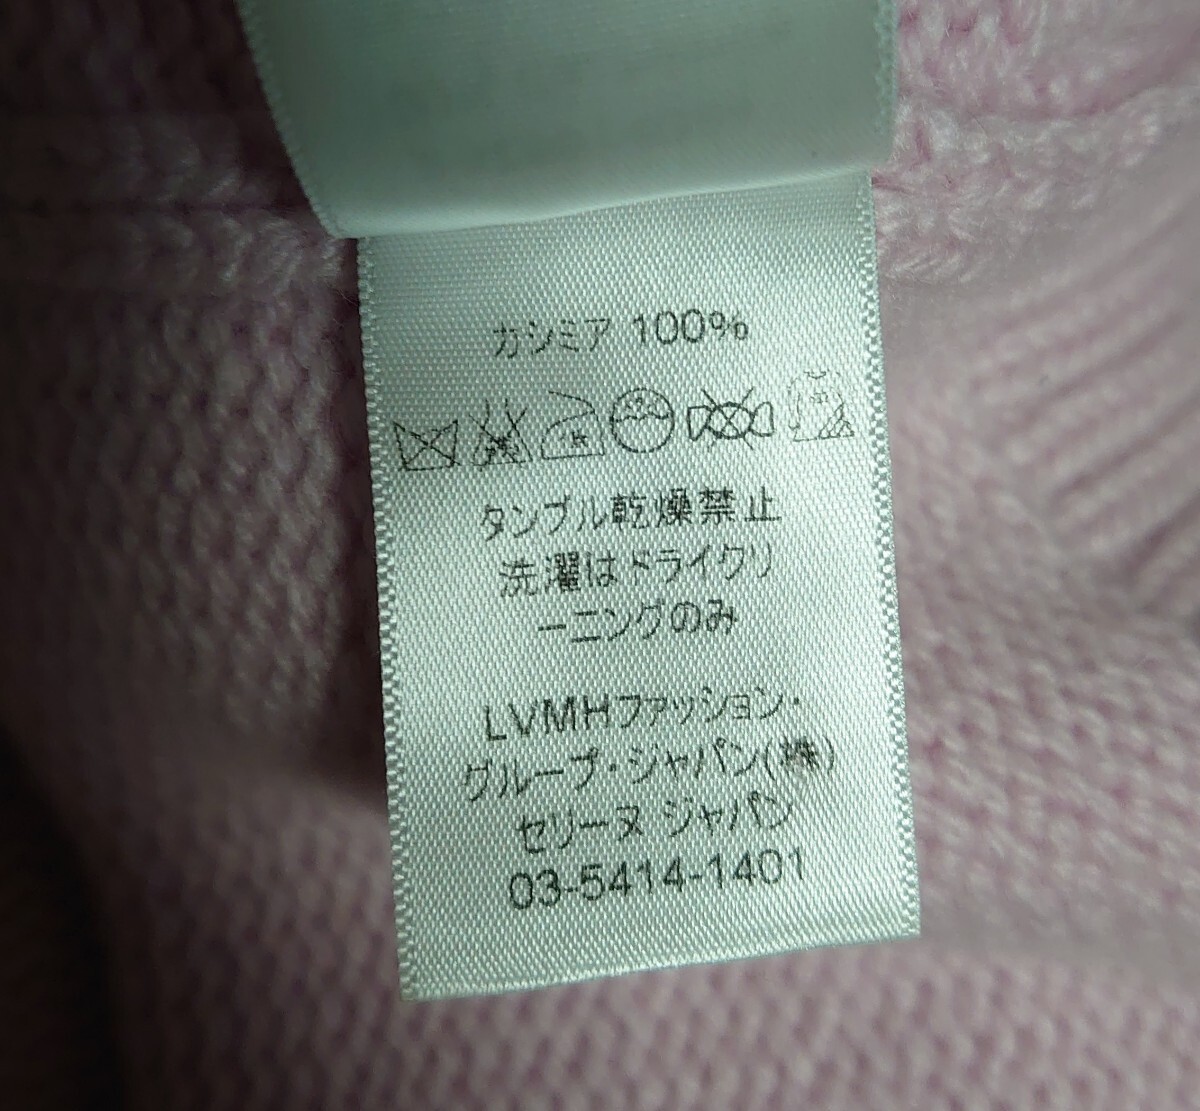 カシミア 100%
タンブル乾燥禁止
洗濯はドライクリ
ーニングのみ
LVMHファッション・
グループ・ジャパン(株)
セリーヌ ジャパン
03-5414-1401